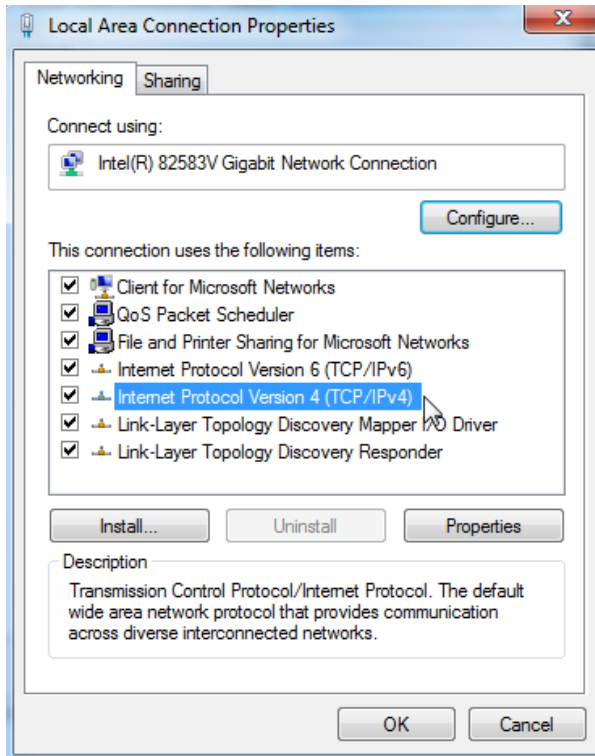 Local Area Connection Properties
Networking
Sharing
Connect using:
Intel(R) 82583V Gigabit Network Connection
Configure...
This connection uses the following items:
Client for Microsoft Networks
QoS Packet Scheduler
File and Printer Sharing for Microsoft Networks
Internet Protocol Version 6 (TCP/IPv6)
Internet Protocol Version 4 (TCP/IPv4)
Link-Layer Topology Discovery Mapper I/O Driver
Link-Layer Topology Discovery Responder
Install...
Uninstall
Properties
Description
Transmission Control Protocol/Internet Protocol. The default
wide area network protocol that provides communication
across diverse interconnected networks.
OK
Cancel